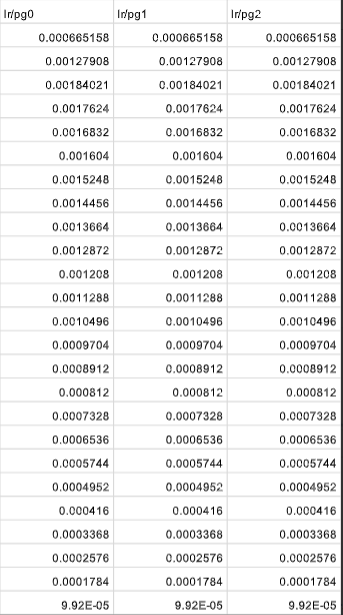 lr/pg0 lr/pg1 lr/pg2
0.000665158 0.000665158 0.000665158
0.00127908 0.00127908 0.00127908
0.00184021 0.00184021 0.00184021
0.0017624 0.0017624 0.0017624
0.0016832 0.0016832 0.0016832
0.001604 0.001604 0.001604
0.0015248 0.0015248 0.0015248
0.0014456 0.0014456 0.0014456
0.0013664 0.0013664 0.0013664
0.0012872 0.0012872 0.0012872
0.001208 0.001208 0.001208
0.0011288 0.0011288 0.0011288
0.0010496 0.0010496 0.0010496
0.0009704 0.0009704 0.0009704
0.0008912 0.0008912 0.0008912
0.000812 0.000812 0.000812
0.0007328 0.0007328 0.0007328
0.0006536 0.0006536 0.0006536
0.0005744 0.0005744 0.0005744
0.0004952 0.0004952 0.0004952
0.000416 0.000416 0.000416
0.0003368 0.0003368 0.0003368
0.0002576 0.0002576 0.0002576
0.0001784 0.0001784 0.0001784
9.92E-05 9.92E-05 9.92E-05